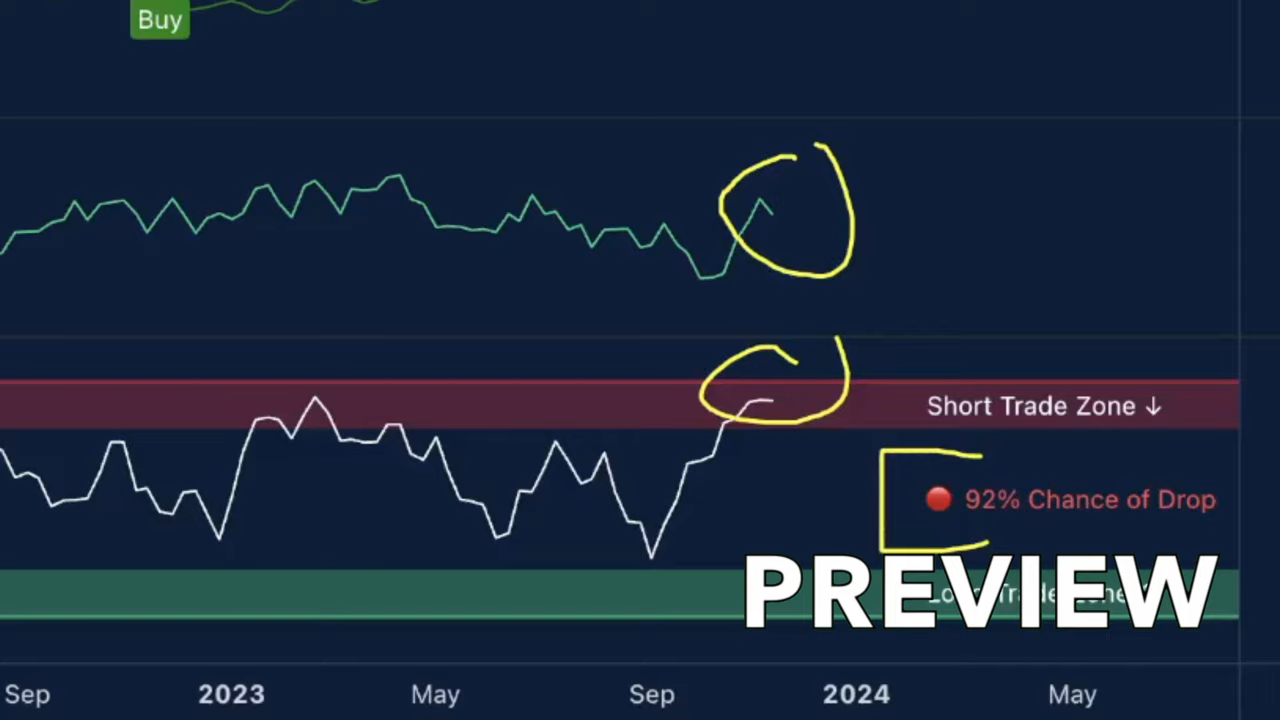 Buy
Short Trade Zone ↓
🔴 92% Chance of Drop
PREVIEW
Sep 2023 May Sep 2024 May